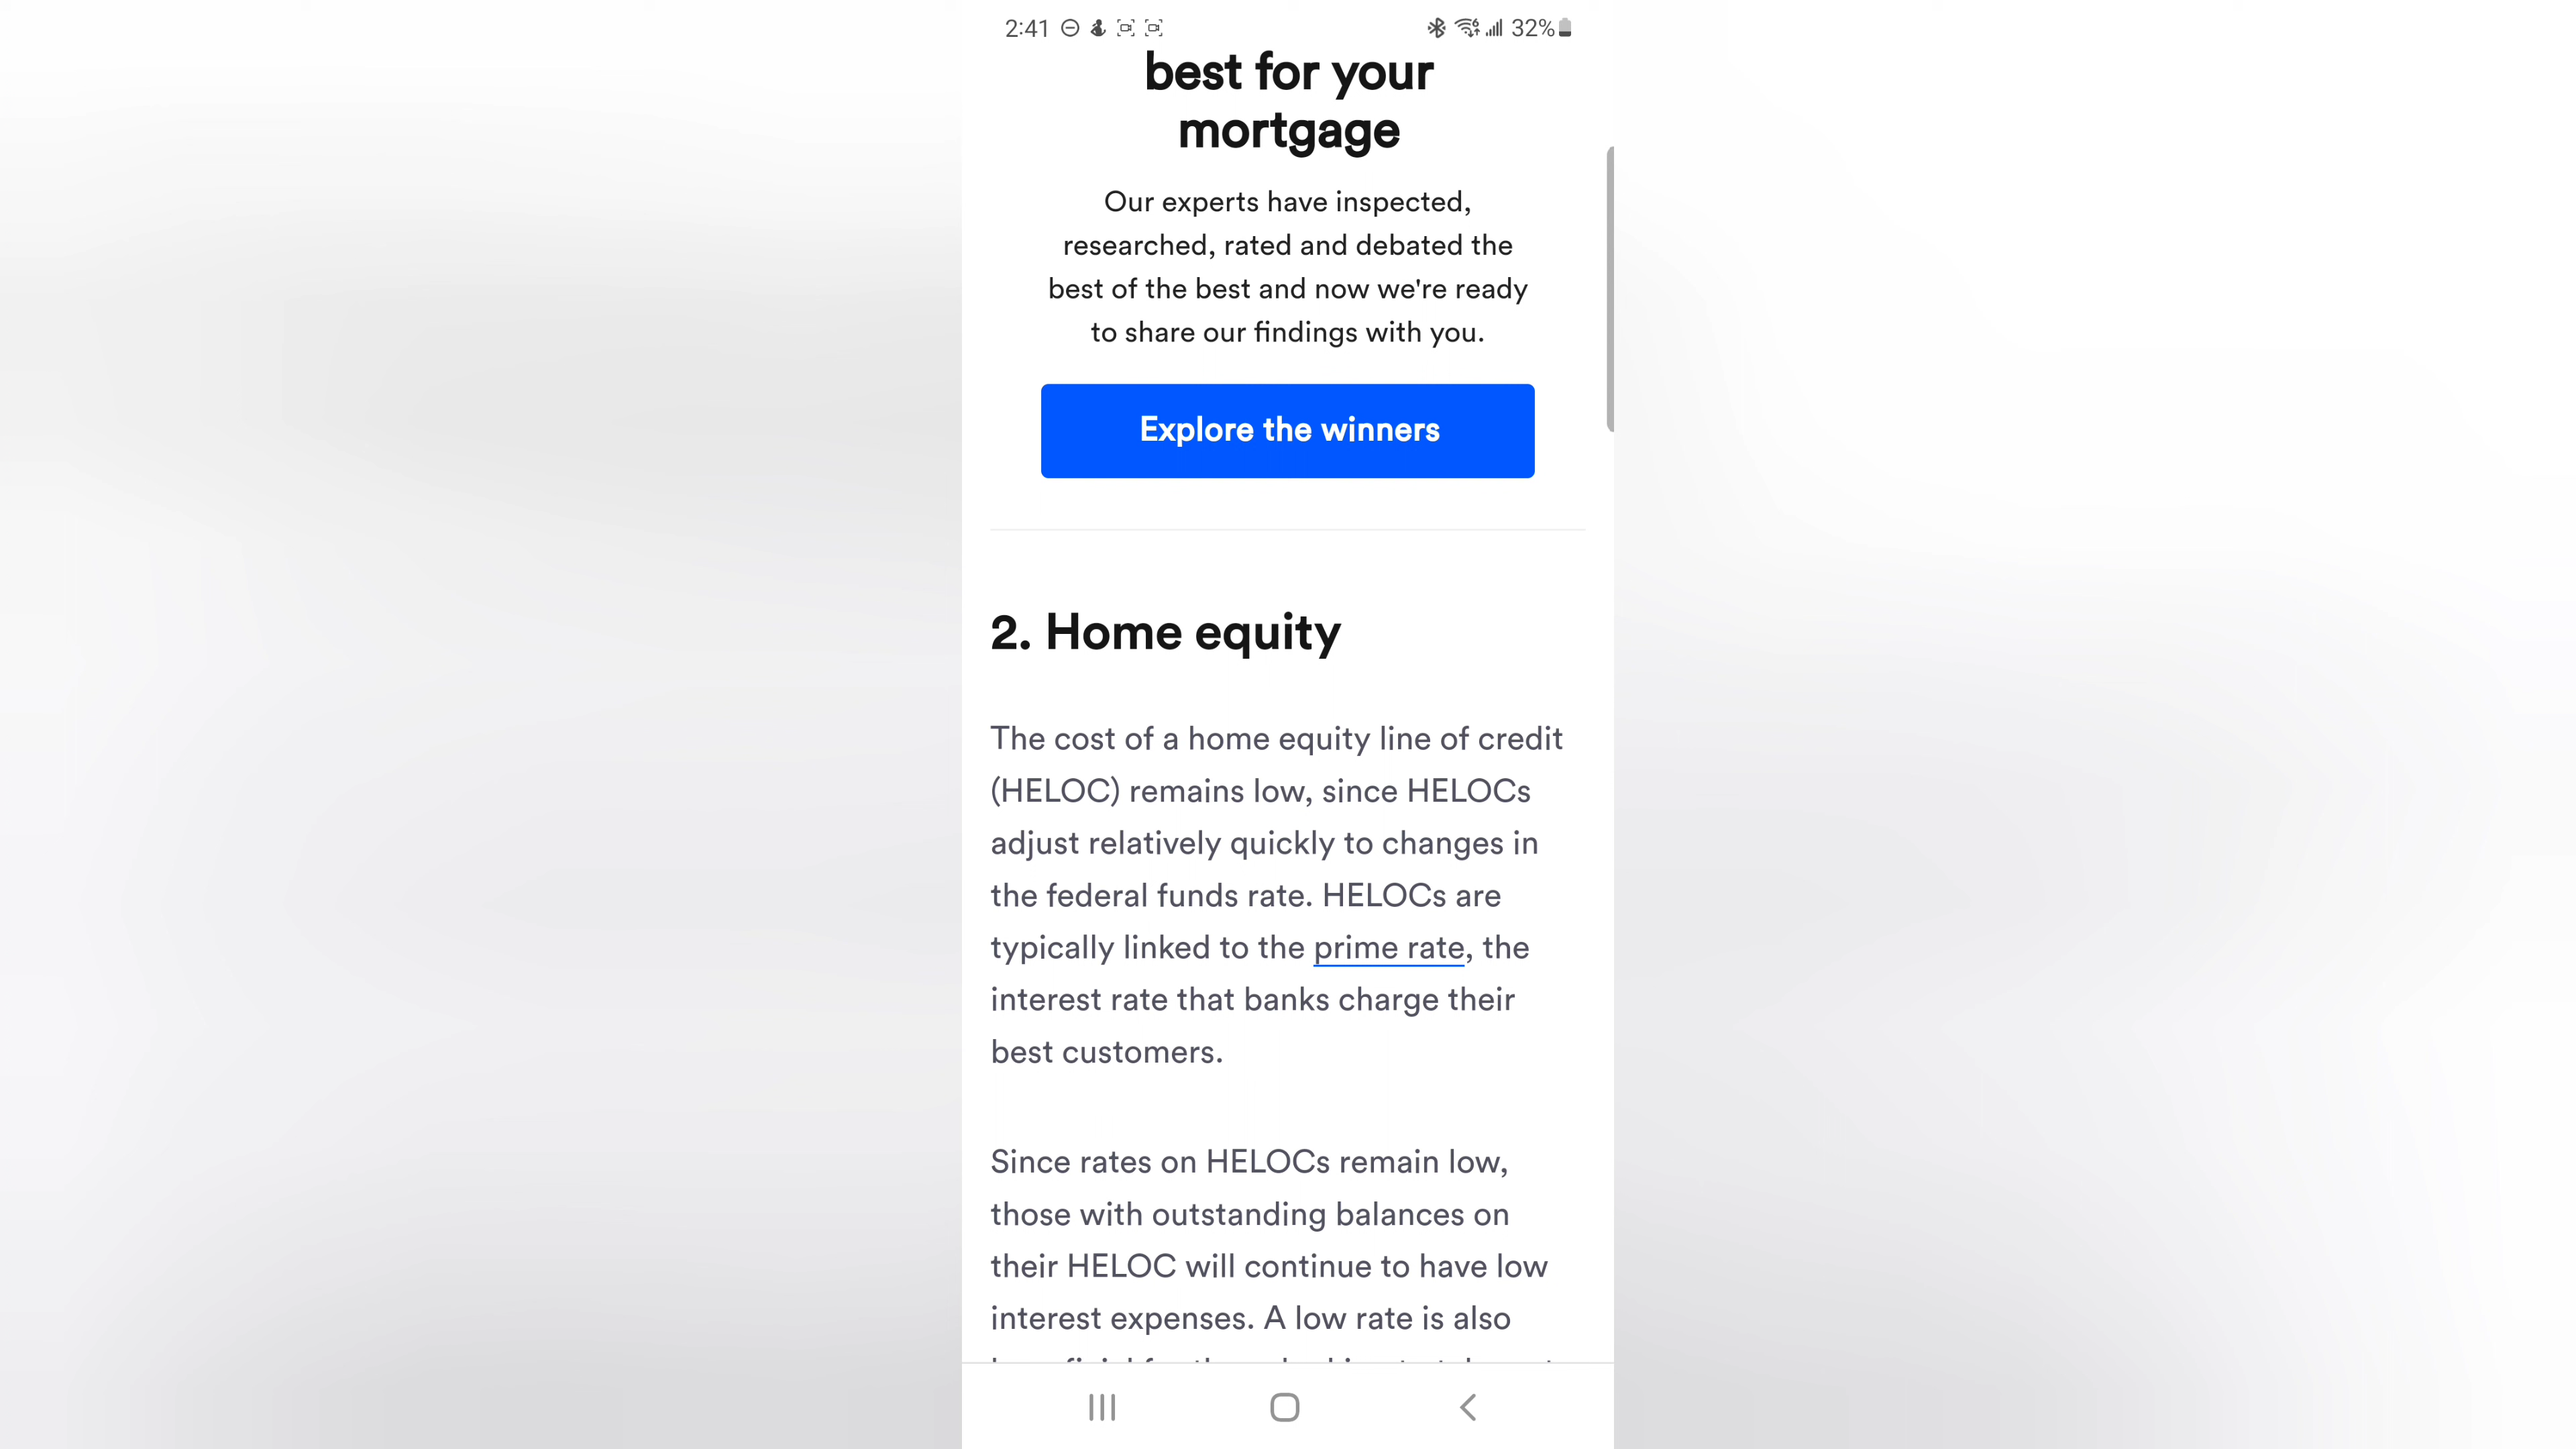 2:41
32%
best for your
mortgage
Our experts have inspected,
researched, rated and debated the
best of the best and now we're ready
to share our findings with you.
Explore the winners
2. Home equity
The cost of a home equity line of credit
(HELOC) remains low, since HELOCs
adjust relatively quickly to changes in
the federal funds rate. HELOCs are
typically linked to the prime rate, the
interest rate that banks charge their
best customers.
Since rates on HELOCs remain low,
those with outstanding balances on
their HELOC will continue to have low
interest expenses. A low rate is also